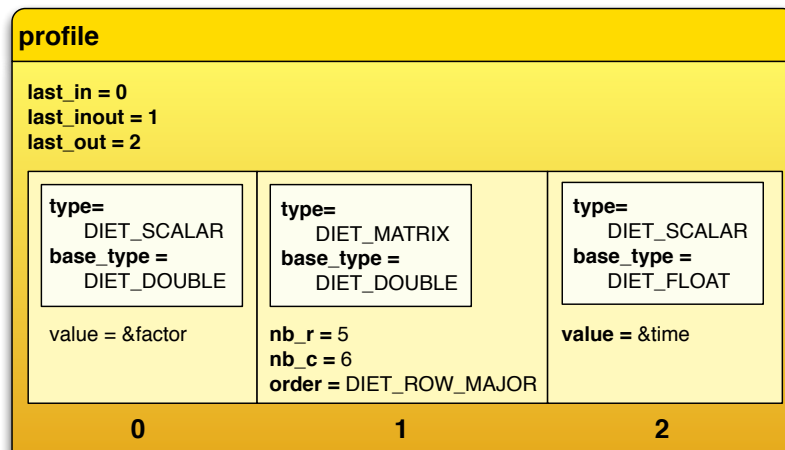 profile
last_in = 0
last_inout = 1
last_out = 2
type=
DIET_SCALAR
base_type =
DIET_DOUBLE
value = &factor
type=
DIET_MATRIX
base_type =
DIET_DOUBLE
nb_r = 5
nb_c = 6
order = DIET_ROW_MAJOR
type=
DIET_SCALAR
base_type =
DIET_FLOAT
value = &time
0
1
2